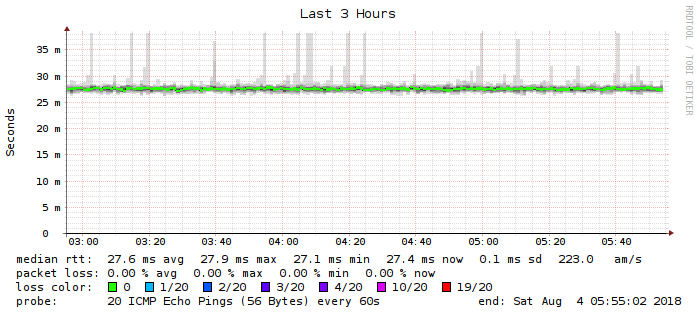 Last 3 Hours
RRDTOOL / TOBI OETIKER
Seconds
35 m
30 m
25 m
20 m
15 m
10 m
5 m
0
03:00 03:20 03:40 04:00 04:20 04:40 05:00 05:20 05:40
median rtt: 27.6 ms avg 27.9 ms max 27.1 ms min 27.4 ms now 0.1 ms sd 223.0 am/s
packet loss: 0.00 % avg 0.00 % max 0.00 % min 0.00 % now
loss color: 0 1/20 2/20 3/20 4/20 10/20 19/20
probe: 20 ICMP Echo Pings (56 Bytes) every 60s end: Sat Aug 4 05:55:02 2018